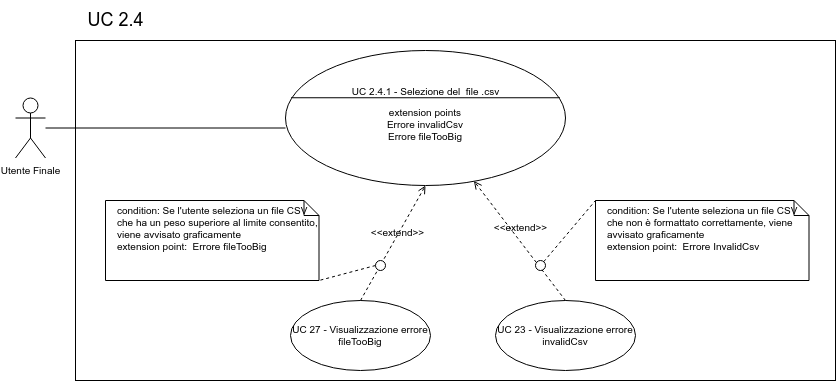 UC 2.4
UC 2.4.1 - Selezione del file .csv
extension points
Errore invalidCsv
Errore fileTooBig
Utente Finale
condition: Se l'utente seleziona un file CSV
che ha un peso superiore al limite consentito,
viene avvisato graficamente
extension point: Errore fileTooBig
<<extend>>
<<extend>>
condition: Se l'utente seleziona un file CSV
che non è formattato correttamente, viene
avvisato graficamente
extension point: Errore InvalidCsv
UC 27 - Visualizzazione errore
fileTooBig
UC 23 - Visualizzazione errore
invalidCsv